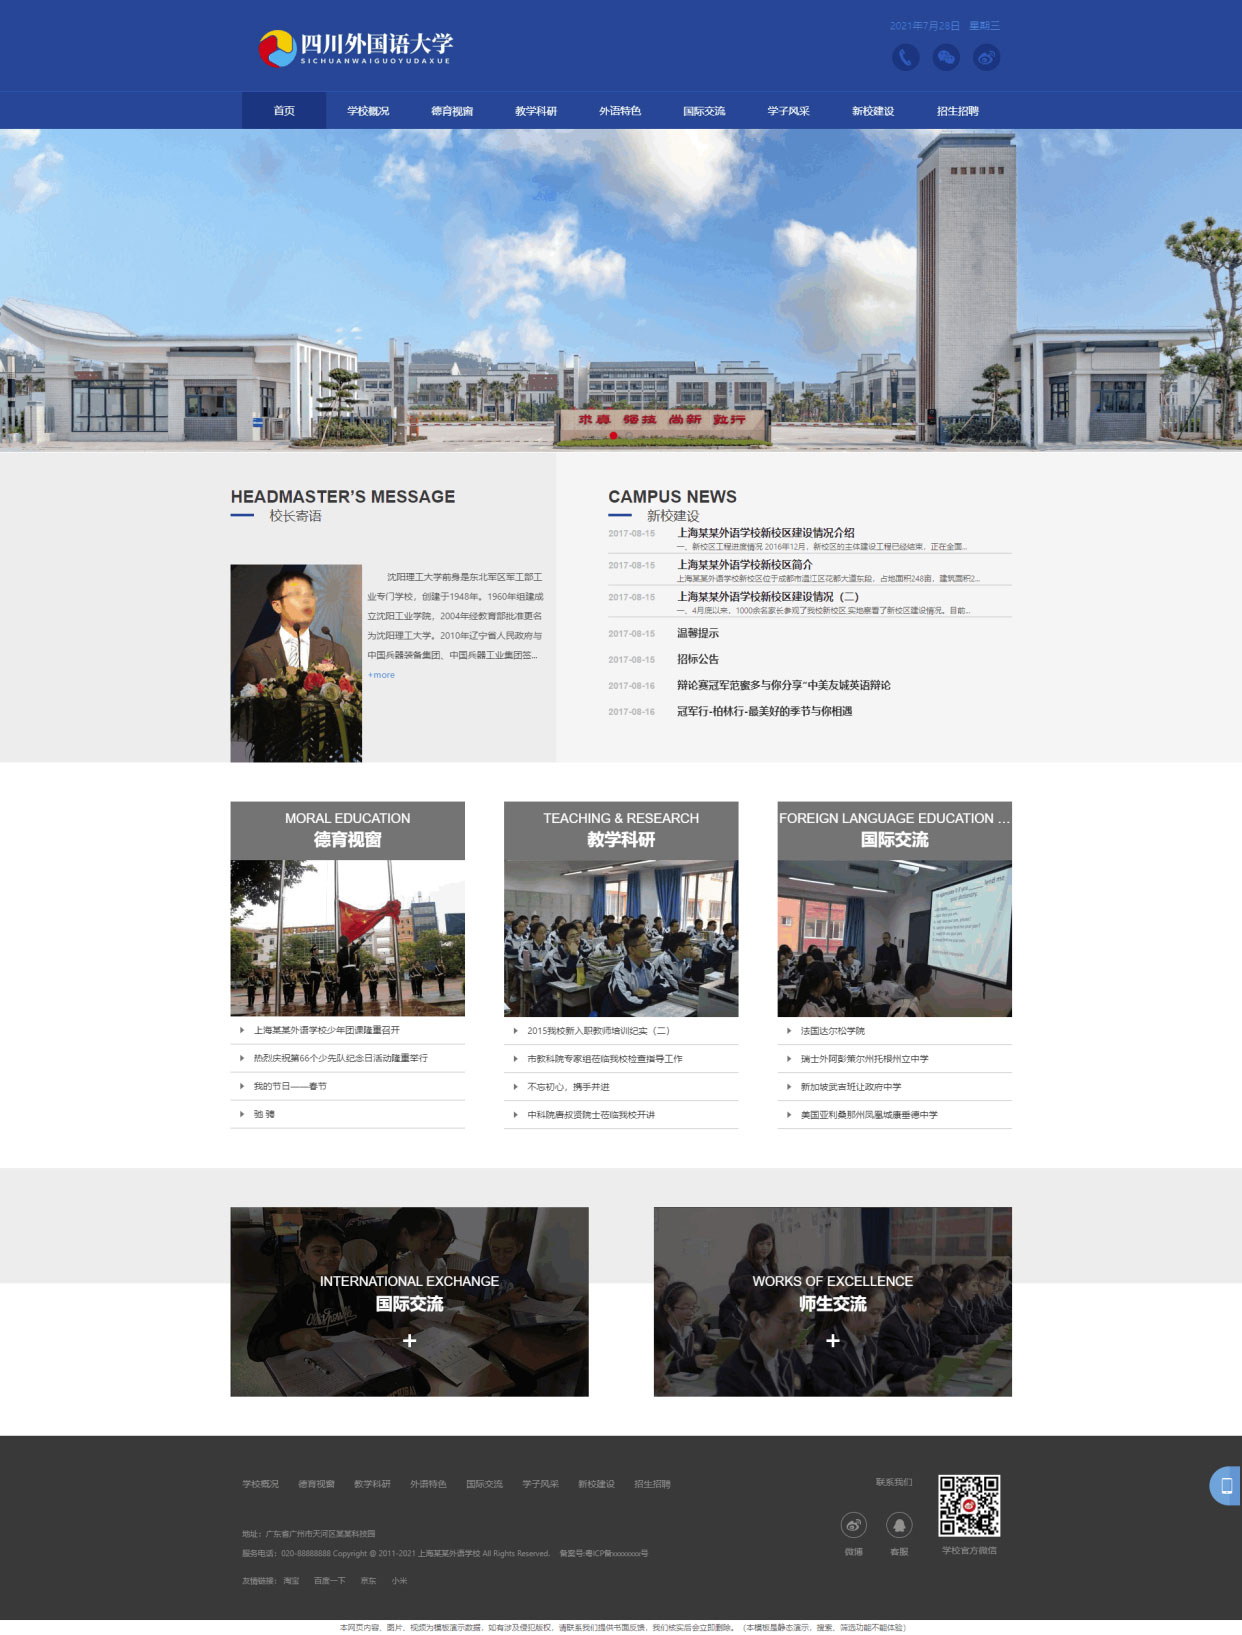 2021年7月28日 星期三
四川外国语大学
SICHUANWAIGUOYUDAXUE
首页 学校概况 德育视窗 教学科研 外语特色 国际交流 学子风采 新校建设 招生招聘
求真 强技 尚新 敦行
HEADMASTER'S MESSAGE
校长寄语
沈阳理工大学前身是东北军区军工部工
业专门学校，创建于1948年。1960年组建成
立沈阳工业学院，2004年经教育部批准更名
为沈阳理工大学。2010年辽宁省人民政府与
中国兵器装备集团、中国兵器工业集团签...
+more
CAMPUS NEWS
新校建设
2017-08-15 上海某某外语学校新校区建设情况介绍
一、新校区工程进度情况 2016年12月，新校区的主体建设工程已经结束，正在全面...
2017-08-15 上海某某外语学校新校区简介
上海某某外语学校新校区位于成都市温江区花都大道东段，占地面积248亩，建筑面积2...
2017-08-15 上海某某外语学校新校区建设情况（二）
一、4月底以来，1000余名家长参观了我校新校区,实地察看了新校区建设情况。目前...
2017-08-15 温馨提示
2017-08-15 招标公告
2017-08-16 辩论赛冠军范蜜多与你分享“中美友城英语辩论
2017-08-16 冠军行-柏林行-最美好的季节与你相遇
MORAL EDUCATION
德育视窗
上海某某外语学校少年团课隆重召开
热烈庆祝第66个少先队纪念日活动隆重举行
我的节日——春节
驰 骋
TEACHING & RESEARCH
教学科研
2015我校新入职教师培训纪实（二）
市教科院专家组莅临我校检查指导工作
不忘初心，携手并进
中科院唐叔贤院士莅临我校开讲
FOREIGN LANGUAGE EDUCATION ...
国际交流
法国达尔松学院
瑞士外阿彭策尔州托根州立中学
新加坡武吉班让政府中学
美国亚利桑那州凤凰城康垂德中学
INTERNATIONAL EXCHANGE
国际交流
+
WORKS OF EXCELLENCE
师生交流
+
学校概况 德育视窗 教学科研 外语特色 国际交流 学子风采 新校建设 招生招聘
联系我们
地址：广东省广州市天河区某某科技园
服务电话：020-88888888 Copyright @ 2011-2021 上海某某外语学校 All Rights Reserved. 备案号:粤ICP备xxxxxxxx号
微博 客服 学校官方微信
友情链接： 淘宝 百度一下 京东 小米
本网页内容、图片、视频为模板演示数据，如有涉及侵犯版权，请联系我们提供书面反馈，我们核实后会立即删除。（本模板是静态演示，搜索、筛选功能不能体验）